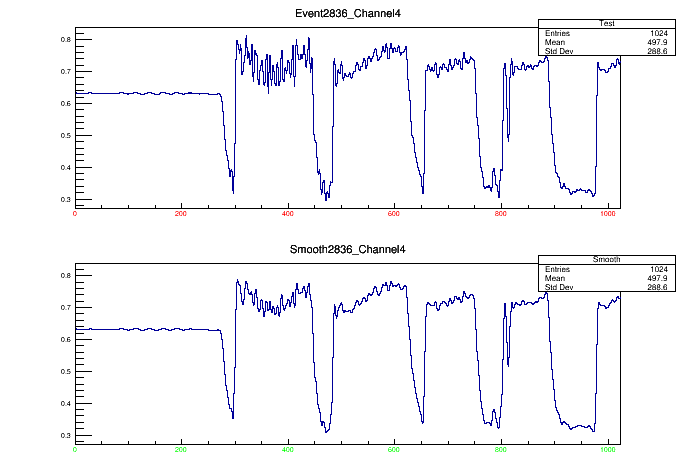 Event2836_Channel4
Test
Entries 1024
Mean 497.9
Std Dev 288.6
0.8
0.7
0.6
0.5
0.4
0.3
0 200 400 600 800 1000
Smooth2836_Channel4
Smooth
Entries 1024
Mean 497.9
Std Dev 288.6
0.8
0.7
0.6
0.5
0.4
0.3
0 200 400 600 800 1000